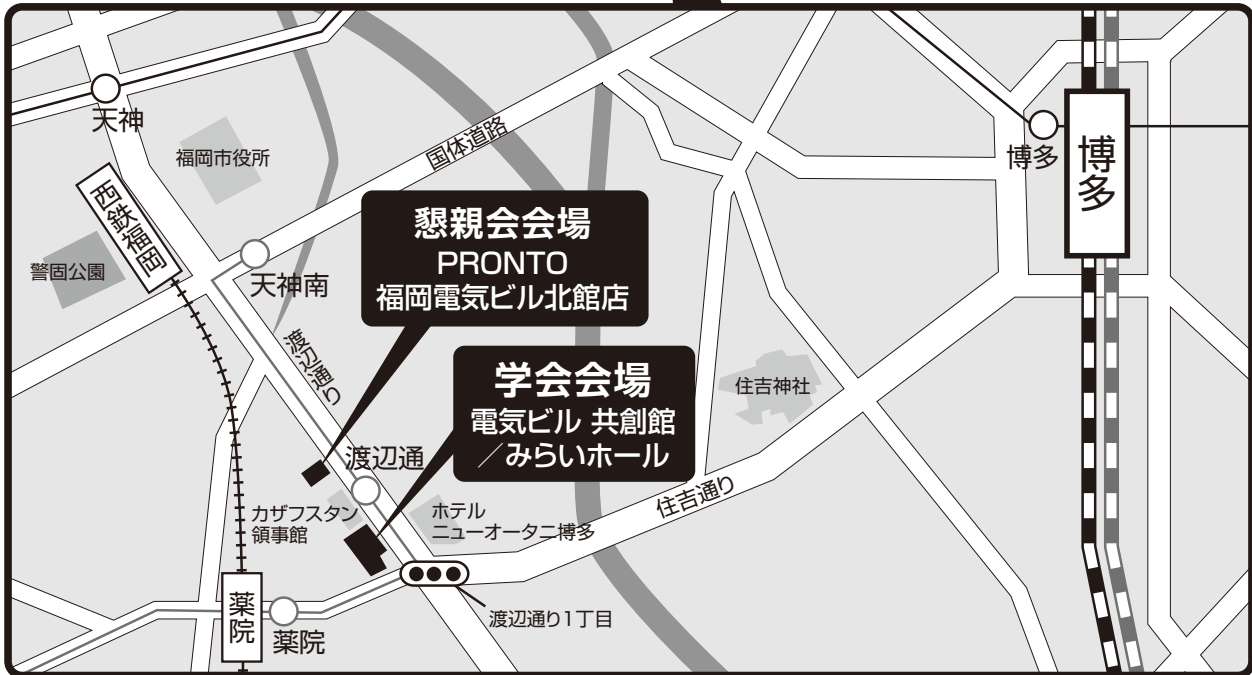 天神
福岡市役所
国体道路
博多
博多
西鉄福岡
警固公園
天神南
懇親会会場
PRONTO
福岡電気ビル北館店
渡辺通り
学会会場
電気ビル 共創館
／みらいホール
住吉神社
渡辺通
カザフスタン
領事館
ホテル
ニューオータニ博多
住吉通り
薬院
薬院
渡辺通り1丁目